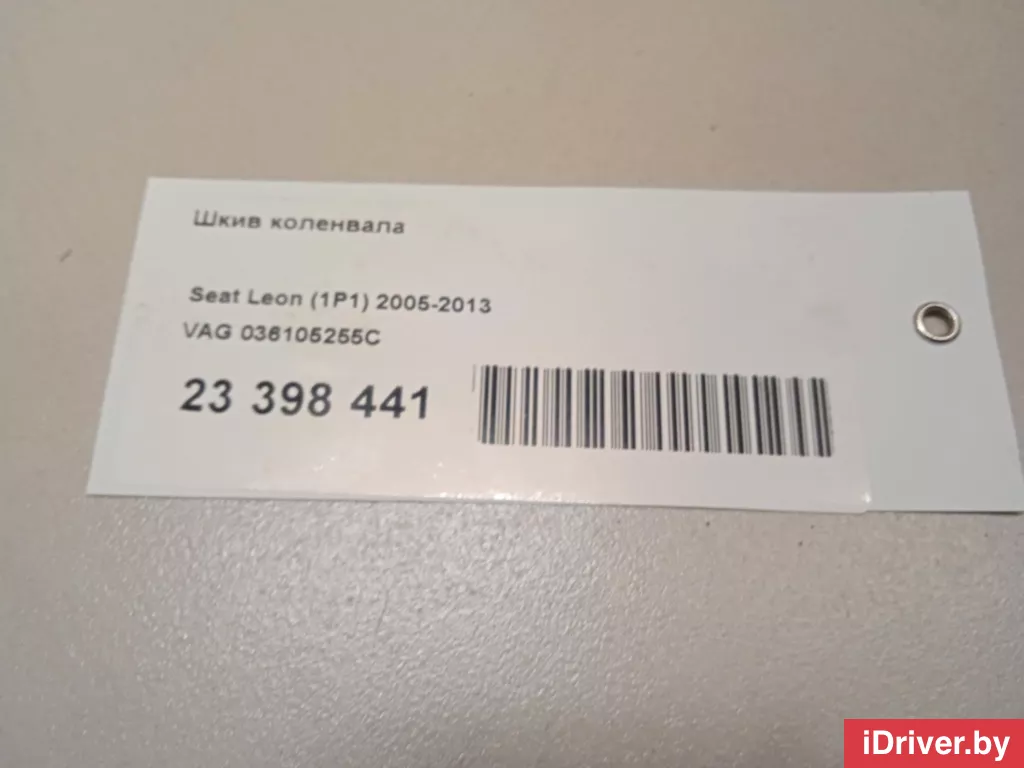 Шкив коленвала
Seat Leon (1P1) 2005-2013
VAG 036105255C
23 398 441
iDriver.by